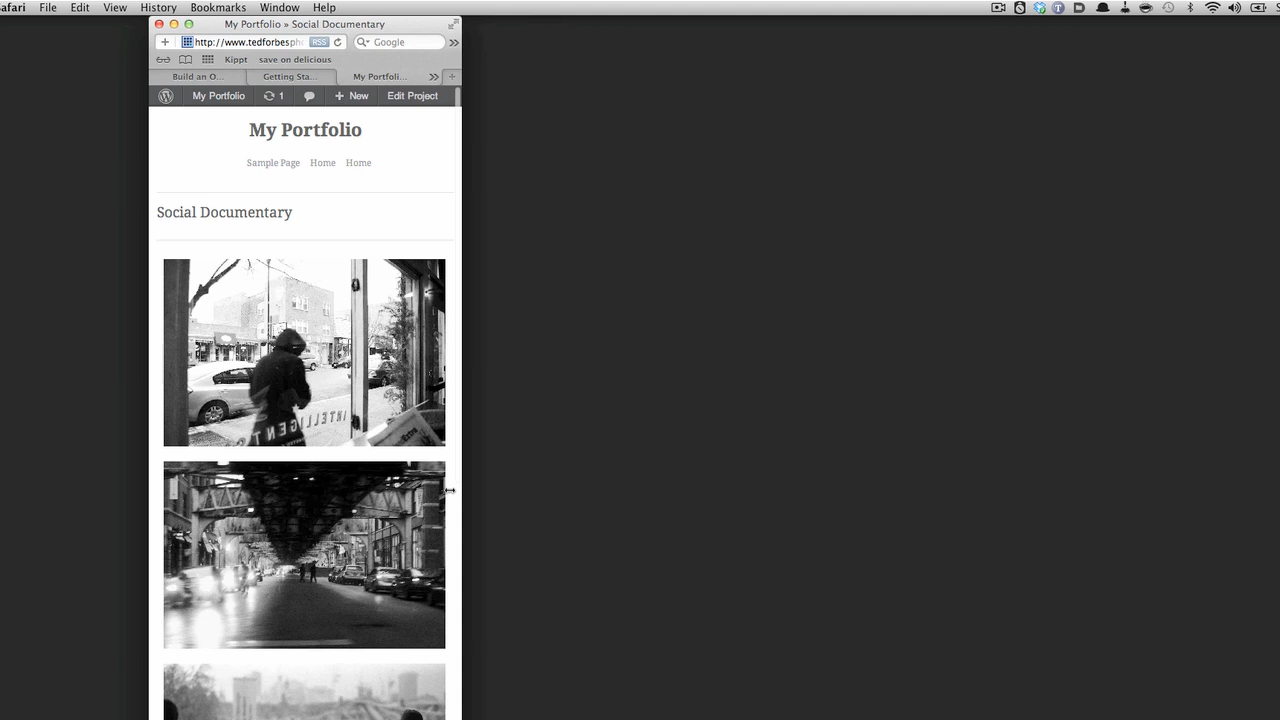 afari File Edit View History Bookmarks Window Help
My Portfolio » Social Documentary
http://www.tedforbespho RSS Google
Kippt save on delicious
Build an O... Getting Sta... My Portfoli...
My Portfolio 1 New Edit Project
My Portfolio
Sample Page Home Home
Social Documentary